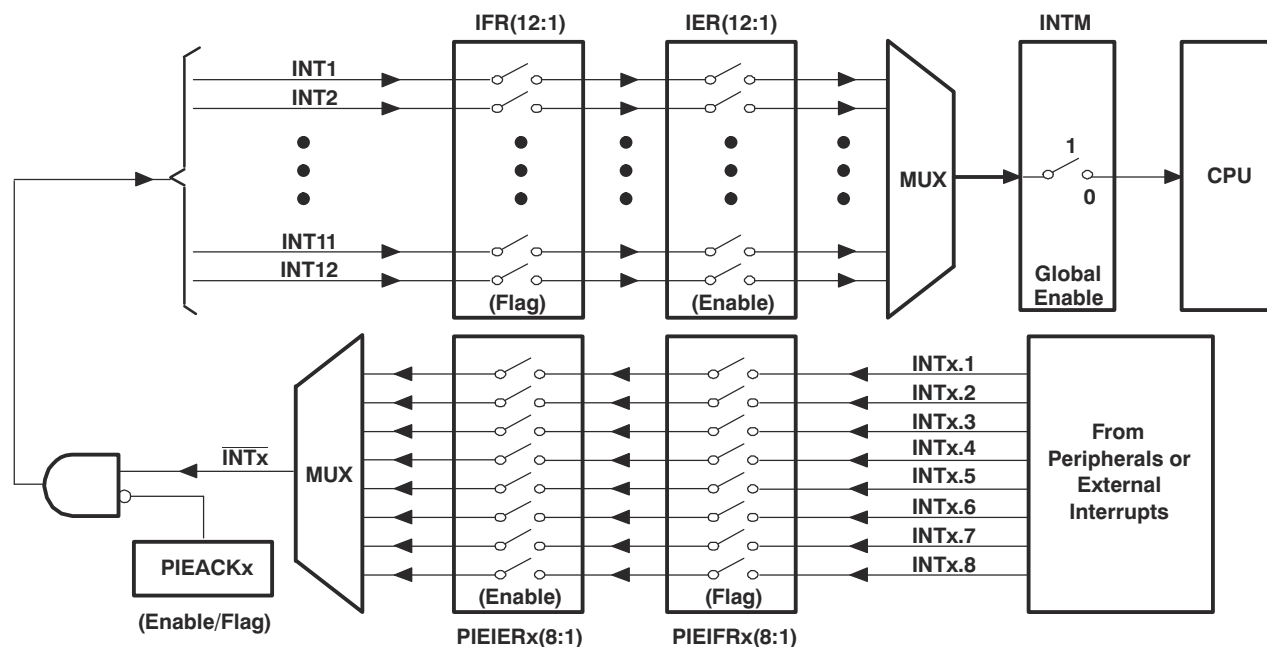 IFR(12:1)
IER(12:1)
INTM
INT1
INT2
1
MUX
CPU
0
INT11
INT12
Global
Enable
(Flag)
(Enable)
INTx.1
INTx.2
INTx.3
INTx.4
INTx.5
INTx.6
INTx.7
INTx.8
From
Peripherals or
External
Interrupts
INTx
MUX
PIEACKx
(Enable/Flag)
(Enable)
(Flag)
PIEIERx(8:1)
PIEIFRx(8:1)